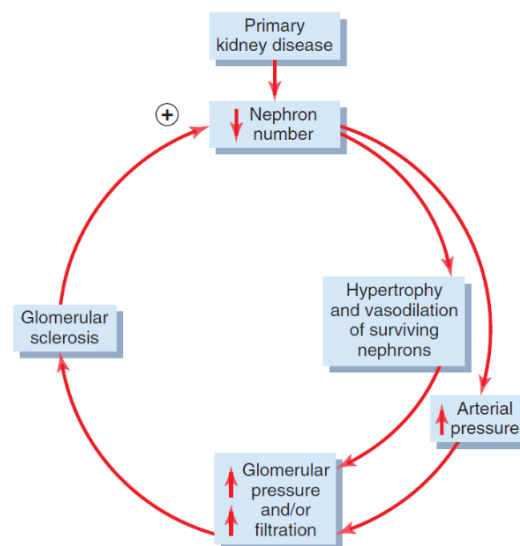 Primary
kidney disease
Nephron
number
+
Hypertrophy
and vasodilation
of surviving
nephrons
Glomerular
sclerosis
Arterial
pressure
Glomerular
pressure
and/or
filtration